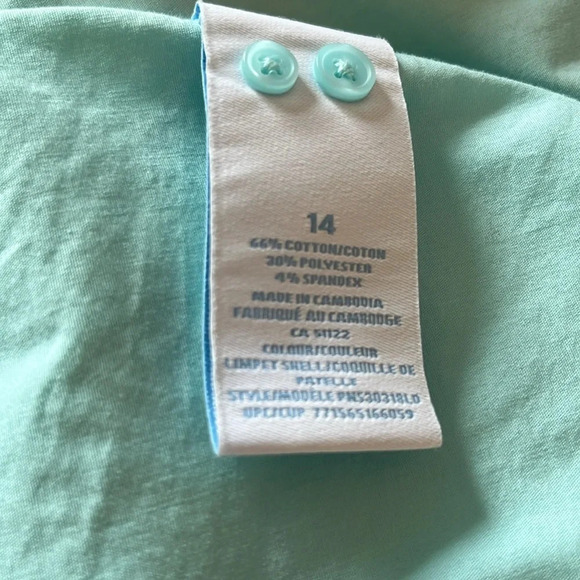 14
66% COTTON/COTON
30% POLYESTER
4% SPANDEX
MADE IN CAMBODIA
FABRIQUÉ AU CAMBODGE
CA 51122
COLOUR/COULEUR
LIMPET SHELL/COQUILLE DE
PATELLE
STYLE/MODÈLE PN530318LO
UPC/CUP 771565166059